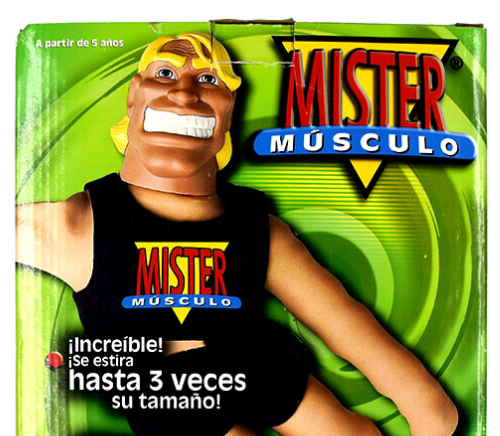 A partir de 5 años
MISTER
®
MÚSCULO
MISTER
MÚSCULO
¡Increíble!
¡Se estira
hasta 3 veces
su tamaño!